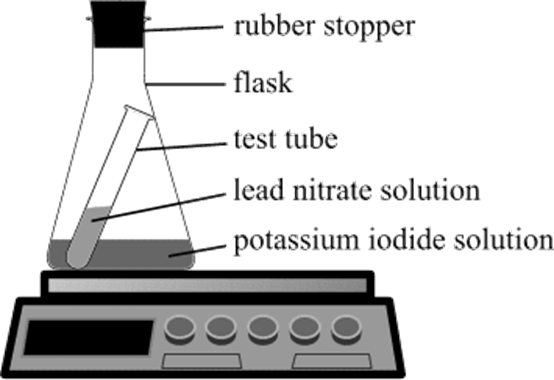 rubber stopper
flask
test tube
lead nitrate solution
potassium iodide solution